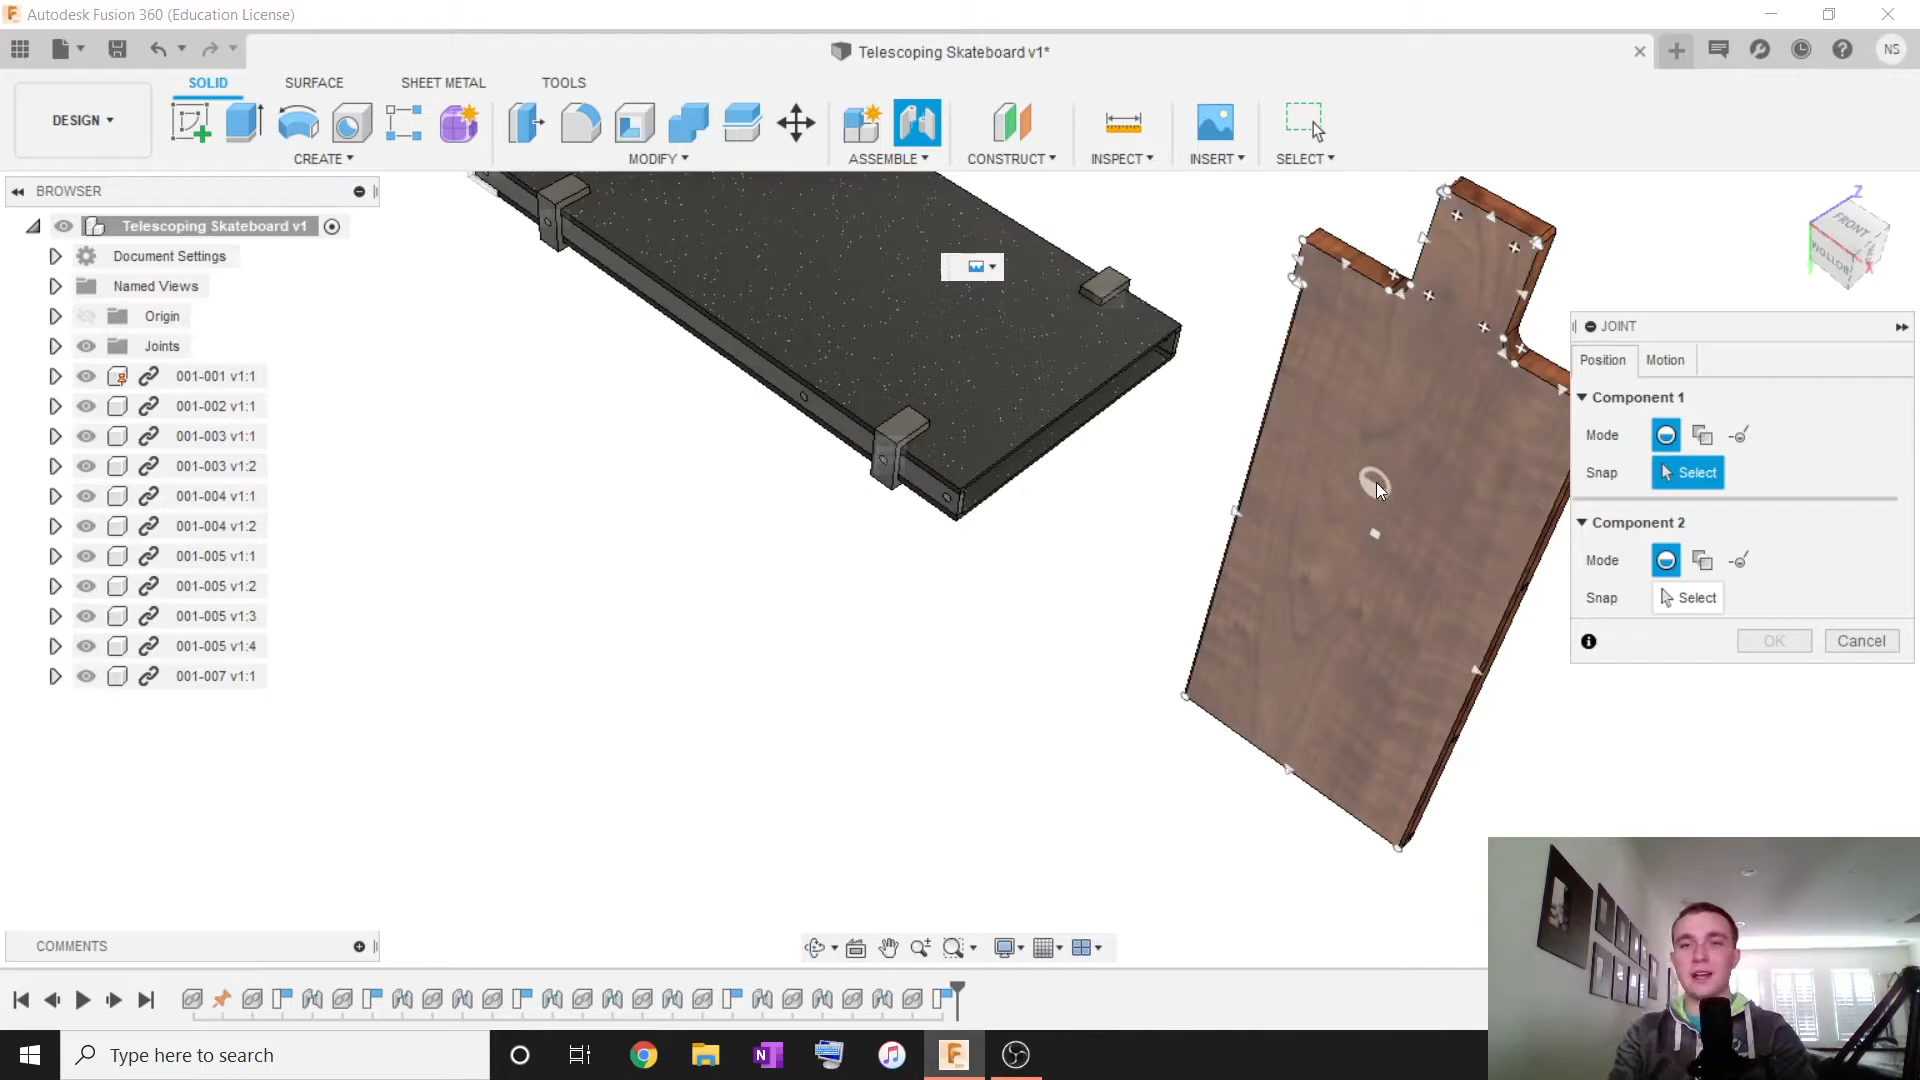 Autodesk Fusion 360 (Education License)
Telescoping Skateboard v1*
NS
DESIGN
SOLID
SURFACE
SHEET METAL
TOOLS
CREATE
MODIFY
ASSEMBLE
CONSTRUCT
INSPECT
INSERT
SELECT
BROWSER
Telescoping Skateboard v1
Document Settings
Named Views
Origin
Joints
001-001 v1:1
001-002 v1:1
001-003 v1:1
001-003 v1:2
001-004 v1:1
001-004 v1:2
001-005 v1:1
001-005 v1:2
001-005 v1:3
001-005 v1:4
001-007 v1:1
Z
FRONT
BOTTOM
X
JOINT
Position
Motion
Component 1
Mode
Snap
Select
Component 2
Mode
Snap
Select
OK
Cancel
COMMENTS
Type here to search
N
F
360